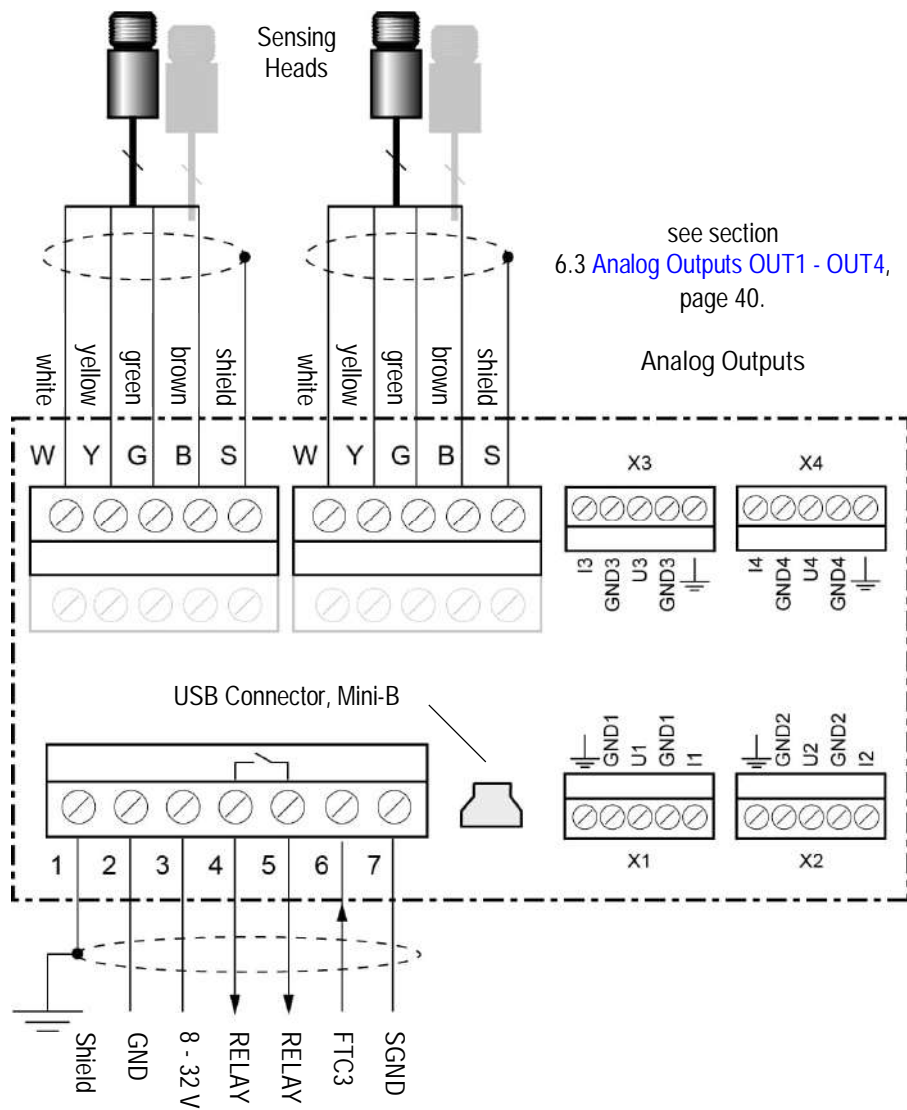 Sensing
Heads
see section
6.3 Analog Outputs OUT1 - OUT4,
page 40.
Analog Outputs
white
yellow
green
brown
shield
white
yellow
green
brown
shield
W Y G B S
W Y G B S
X3
X4
I3
GND3
U3
GND3
I4
GND4
U4
GND4
USB Connector, Mini-B
GND1
U1
GND1
I1
GND2
U2
GND2
I2
X1
X2
1 2 3 4 5 6 7
Shield
GND
8 - 32 V
RELAY
RELAY
FTC3
SGND